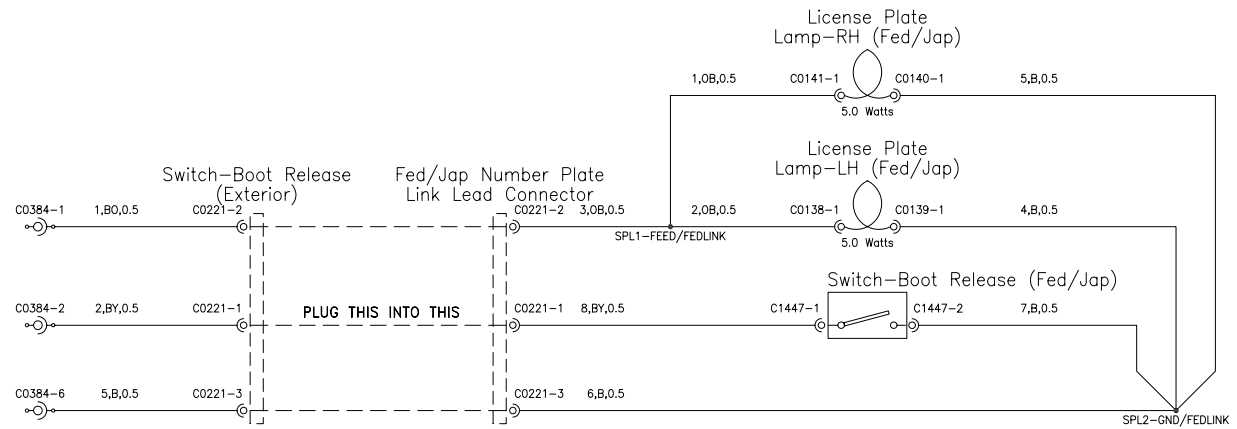 License Plate
Lamp-RH (Fed/Jap)
1,OB,0.5
C0141-1
C0140-1
5,B,0.5
5.0 Watts
License Plate
Lamp-LH (Fed/Jap)
Switch-Boot Release
(Exterior)
Fed/Jap Number Plate
Link Lead Connector
C0384-1
1,BO,0.5
C0221-2
C0221-2
3,OB,0.5
2,OB,0.5
C0138-1
C0139-1
4,B,0.5
SPL1-FEED/FEDLINK
5.0 Watts
Switch-Boot Release (Fed/Jap)
C0384-2
2,BY,0.5
C0221-1
PLUG THIS INTO THIS
C0221-1
8,BY,0.5
C1447-1
C1447-2
7,B,0.5
C0384-6
5,B,0.5
C0221-3
C0221-3
6,B,0.5
SPL2-GND/FEDLINK